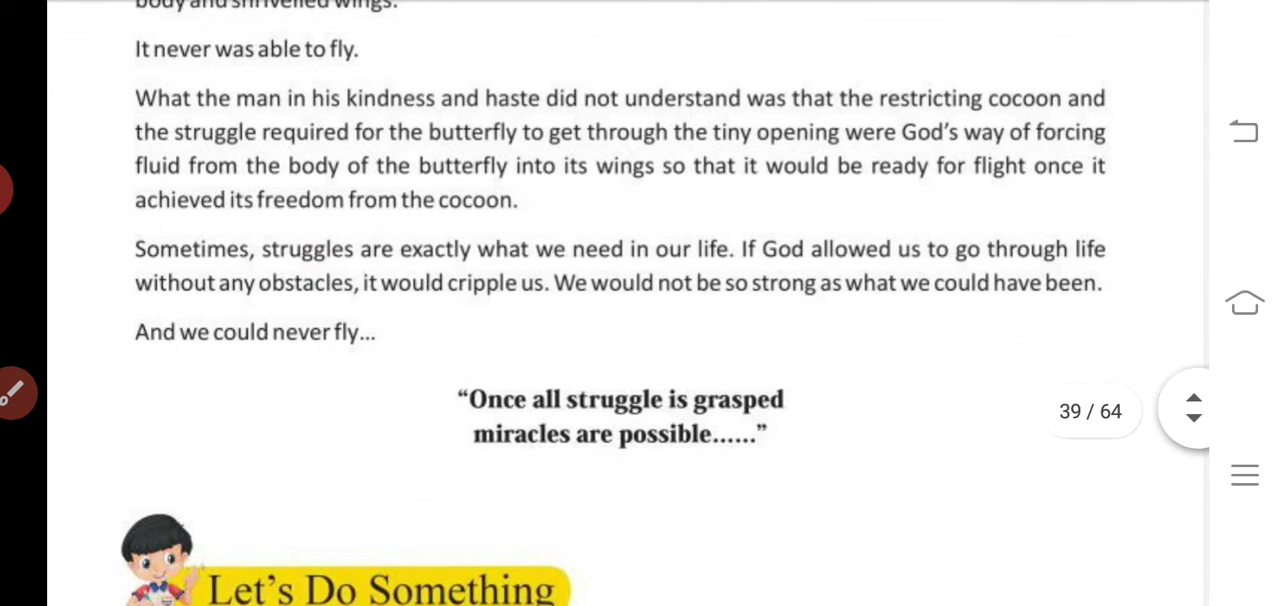 body and shrivelled wings.
It never was able to fly.
What the man in his kindness and haste did not understand was that the restricting cocoon and
the struggle required for the butterfly to get through the tiny opening were God’s way of forcing
fluid from the body of the butterfly into its wings so that it would be ready for flight once it
achieved its freedom from the cocoon.
Sometimes, struggles are exactly what we need in our life. If God allowed us to go through life
without any obstacles, it would cripple us. We would not be so strong as what we could have been.
And we could never fly...
“Once all struggle is grasped
miracles are possible......”
39 / 64
Let’s Do Something